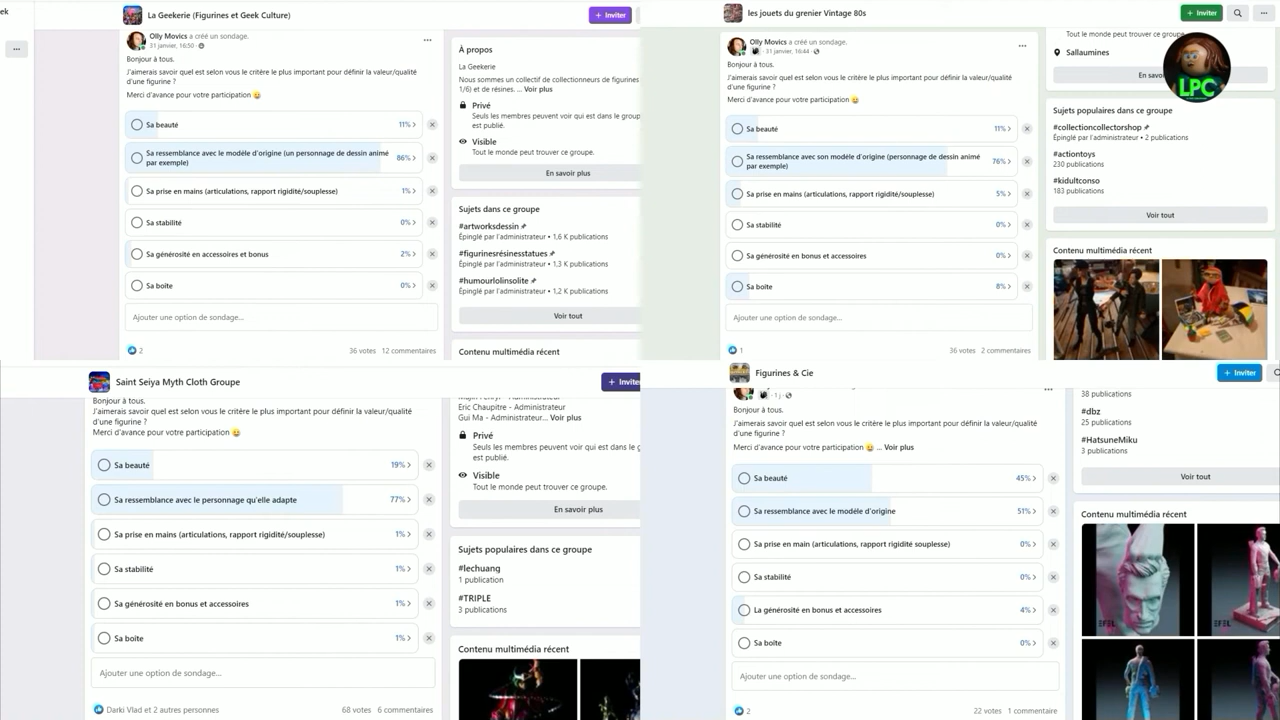 ek
La Geekerie (Figurines et Geek Culture)
+ Inviter
Olly Movics a créé un sondage.
31 janvier, 16:50
Bonjour à tous.
J'aimerais savoir quel est selon vous le critère le plus important pour définir la valeur/qualité
d'une figurine ?
Merci d'avance pour votre participation 😀
Sa beauté 11%
Sa ressemblance avec le modèle d'origine (un personnage de dessin animé
par exemple) 86%
Sa prise en mains (articulations, rapport rigidité/souplesse) 1%
Sa stabilité 0%
Sa générosité en accessoires et bonus 2%
Sa boite 0%
Ajouter une option de sondage...
2 36 votes 12 commentaires
À propos
La Geekerie
Nous sommes un collectif de collectionneurs de figurines
1/6) et de résines. ... Voir plus
Privé
Seuls les membres peuvent voir qui est dans le group
est publié.
Visible
Tout le monde peut trouver ce groupe.
En savoir plus
Sujets dans ce groupe
#artworksdessin
Épinglé par l'administrateur • 1,6 K publications
#figurinesrésinesstatues
Épinglé par l'administrateur • 1,3 K publications
#humourlolinsolite
Épinglé par l'administrateur • 1,2 K publications
Voir tout
Contenu multimédia récent
les jouets du grenier Vintage 80s
+ Inviter
Olly Movics a créé un sondage.
31 janvier, 16:44
Bonjour à tous.
J'aimerais savoir quel est selon vous le critère le plus important pour définir la valeur/qualité
d'une figurine ?
Merci d'avance pour votre participation 😀
Sa beauté 11%
Sa ressemblance avec son modèle d'origine (personnage de dessin animé
par exemple) 76%
Sa prise en mains (articulations, rapport rigidité/souplesse) 5%
Sa stabilité 0%
Sa générosité en bonus et accessoires 0%
Sa boite 8%
Ajouter une option de sondage...
1 36 votes 2 commentaires
Tout le monde peut trouver ce groupe.
Sallaumines
En savoi
LPC
Sujets populaires dans ce groupe
#collectioncollectorshop
Épinglé par l'administrateur • 2 publications
#actiontoys
230 publications
#kidultconso
183 publications
Voir tout
Contenu multimédia récent
Saint Seiya Myth Cloth Groupe
+ Inviter
Bonjour à tous.
J'aimerais savoir quel est selon vous le critère le plus important pour définir la valeur/qualité
d'une figurine ?
Merci d'avance pour votre participation 😀
Sa beauté 19%
Sa ressemblance avec le personnage qu'elle adapte 77%
Sa prise en mains (articulations, rapport rigidité/souplesse) 1%
Sa stabilité 1%
Sa générosité en bonus et accessoires 1%
Sa boite 1%
Ajouter une option de sondage...
Darki Vlad et 2 autres personnes 68 votes 6 commentaires
Eric Chaupitre - Administrateur
Gui Ma - Administrateur... Voir plus
Privé
Seuls les membres peuvent voir qui est dans le g
est publié.
Visible
Tout le monde peut trouver ce groupe.
En savoir plus
Sujets populaires dans ce groupe
#lechuang
1 publication
#TRIPLE
3 publications
Contenu multimédia récent
Figurines & Cie
+ Inviter
1 j
Bonjour à tous.
J'aimerais savoir quel est selon vous le critère le plus important pour définir la valeur/qualité
d'une figurine ?
Merci d'avance pour votre participation 😀 ... Voir plus
Sa beauté 45%
Sa ressemblance avec le modèle d'origine 51%
Sa prise en main (articulations, rapport rigidité souplesse) 0%
Sa stabilité 0%
La générosité en bonus et accessoires 4%
Sa boite 0%
Ajouter une option de sondage...
2 22 votes 1 commentaire
38 publications
#dbz
25 publications
#HatsuneMiku
3 publications
Voir tout
Contenu multimédia récent
EFEL
EFEL